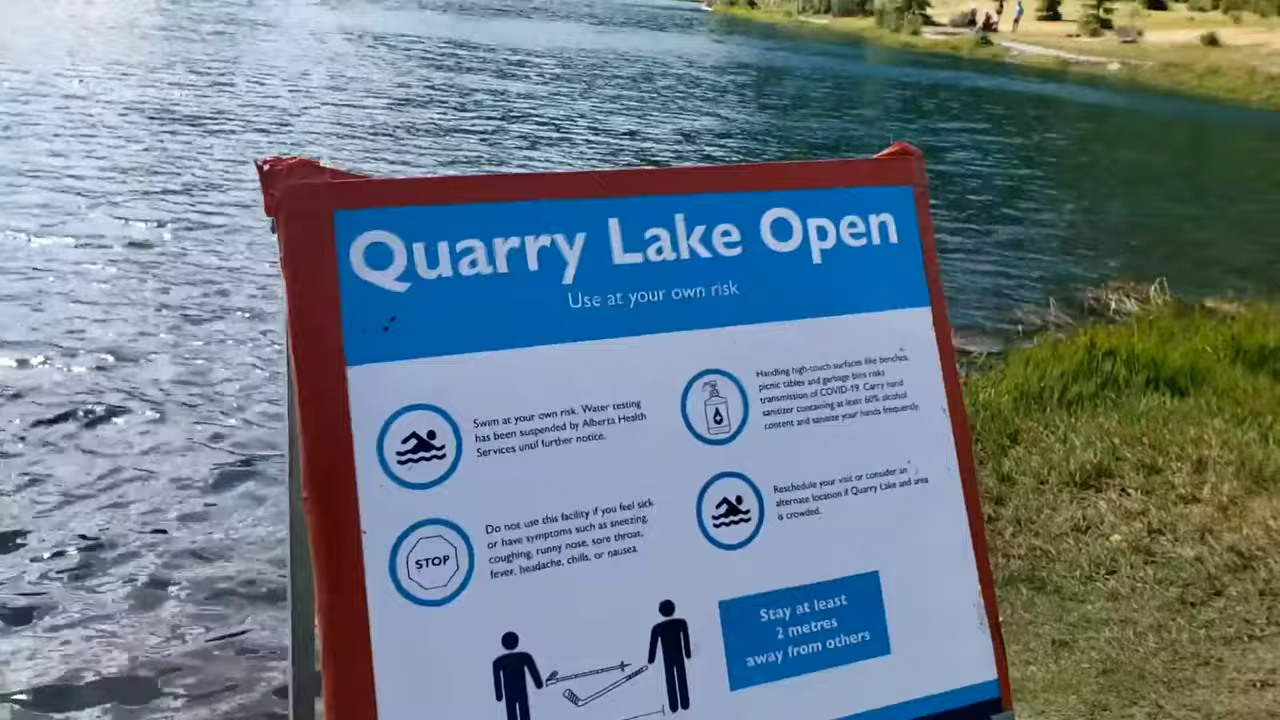 Quarry Lake Open
Use at your own risk
Swim at your own risk. Water testing
has been suspended by Alberta Health
Services until further notice.
Handling high-touch surfaces like benches,
picnic tables and garbage bins risks
transmission of COVID-19. Carry hand
sanitizer containing at least 60% alcohol
content and sanitize your hands frequently.
STOP
Do not use this facility if you feel sick
or have symptoms such as sneezing,
coughing, runny nose, sore throat,
fever, headache, chills, or nausea.
Reschedule your visit or consider an
alternate location if Quarry Lake and area
is crowded.
Stay at least
2 metres
away from others